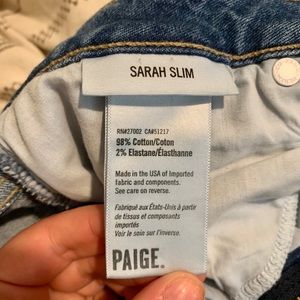 SARAH SLIM
RN#27002 CA#51217
98% Cotton/Coton
2% Elastane/Élasthanne
Made in the USA of Imported
fabric and components.
See care on reverse.
Fabriqué aux États-Unis à partir
de tissus et composants
importés
Voir le soin sur l'inverse.
PAIGE.